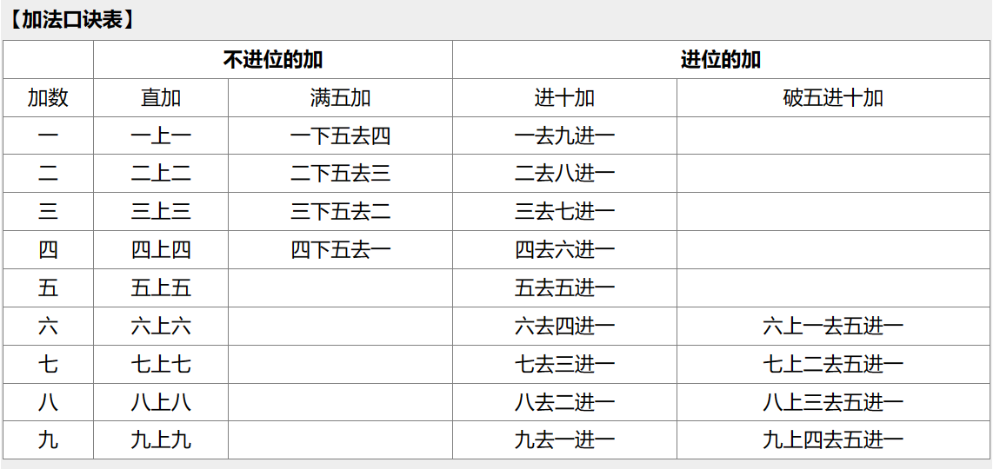 【加法口诀表】
不进位的加 进位的加
加数 直加 满五加 进十加 破五进十加
一 一上一 一下五去四 一去九进一
二 二上二 二下五去三 二去八进一
三 三上三 三下五去二 三去七进一
四 四上四 四下五去一 四去六进一
五 五上五 五去五进一
六 六上六 六去四进一 六上一去五进一
七 七上七 七去三进一 七上二去五进一
八 八上八 八去二进一 八上三去五进一
九 九上九 九去一进一 九上四去五进一